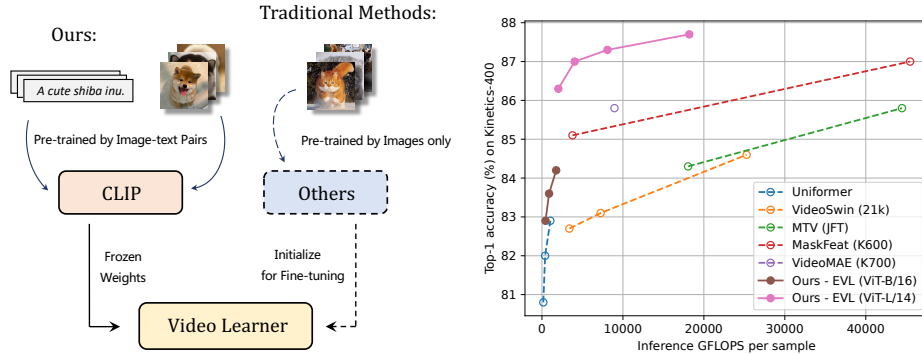 Ours:
Traditional Methods:
A cute shiba inu.
Pre-trained by Image-text Pairs
Pre-trained by Images only
CLIP
Others
Frozen
Weights
Initialize
for Fine-tuning
Video Learner
Top-1 accuracy (%) on Kinetics-400
88
87
86
85
84
83
82
81
0
10000
20000
30000
40000
Inference GFLOPS per sample
Uniformer
VideoSwin (21k)
MTV (JFT)
MaskFeat (K600)
VideoMAE (K700)
Ours - EVL (ViT-B/16)
Ours - EVL (ViT-L/14)